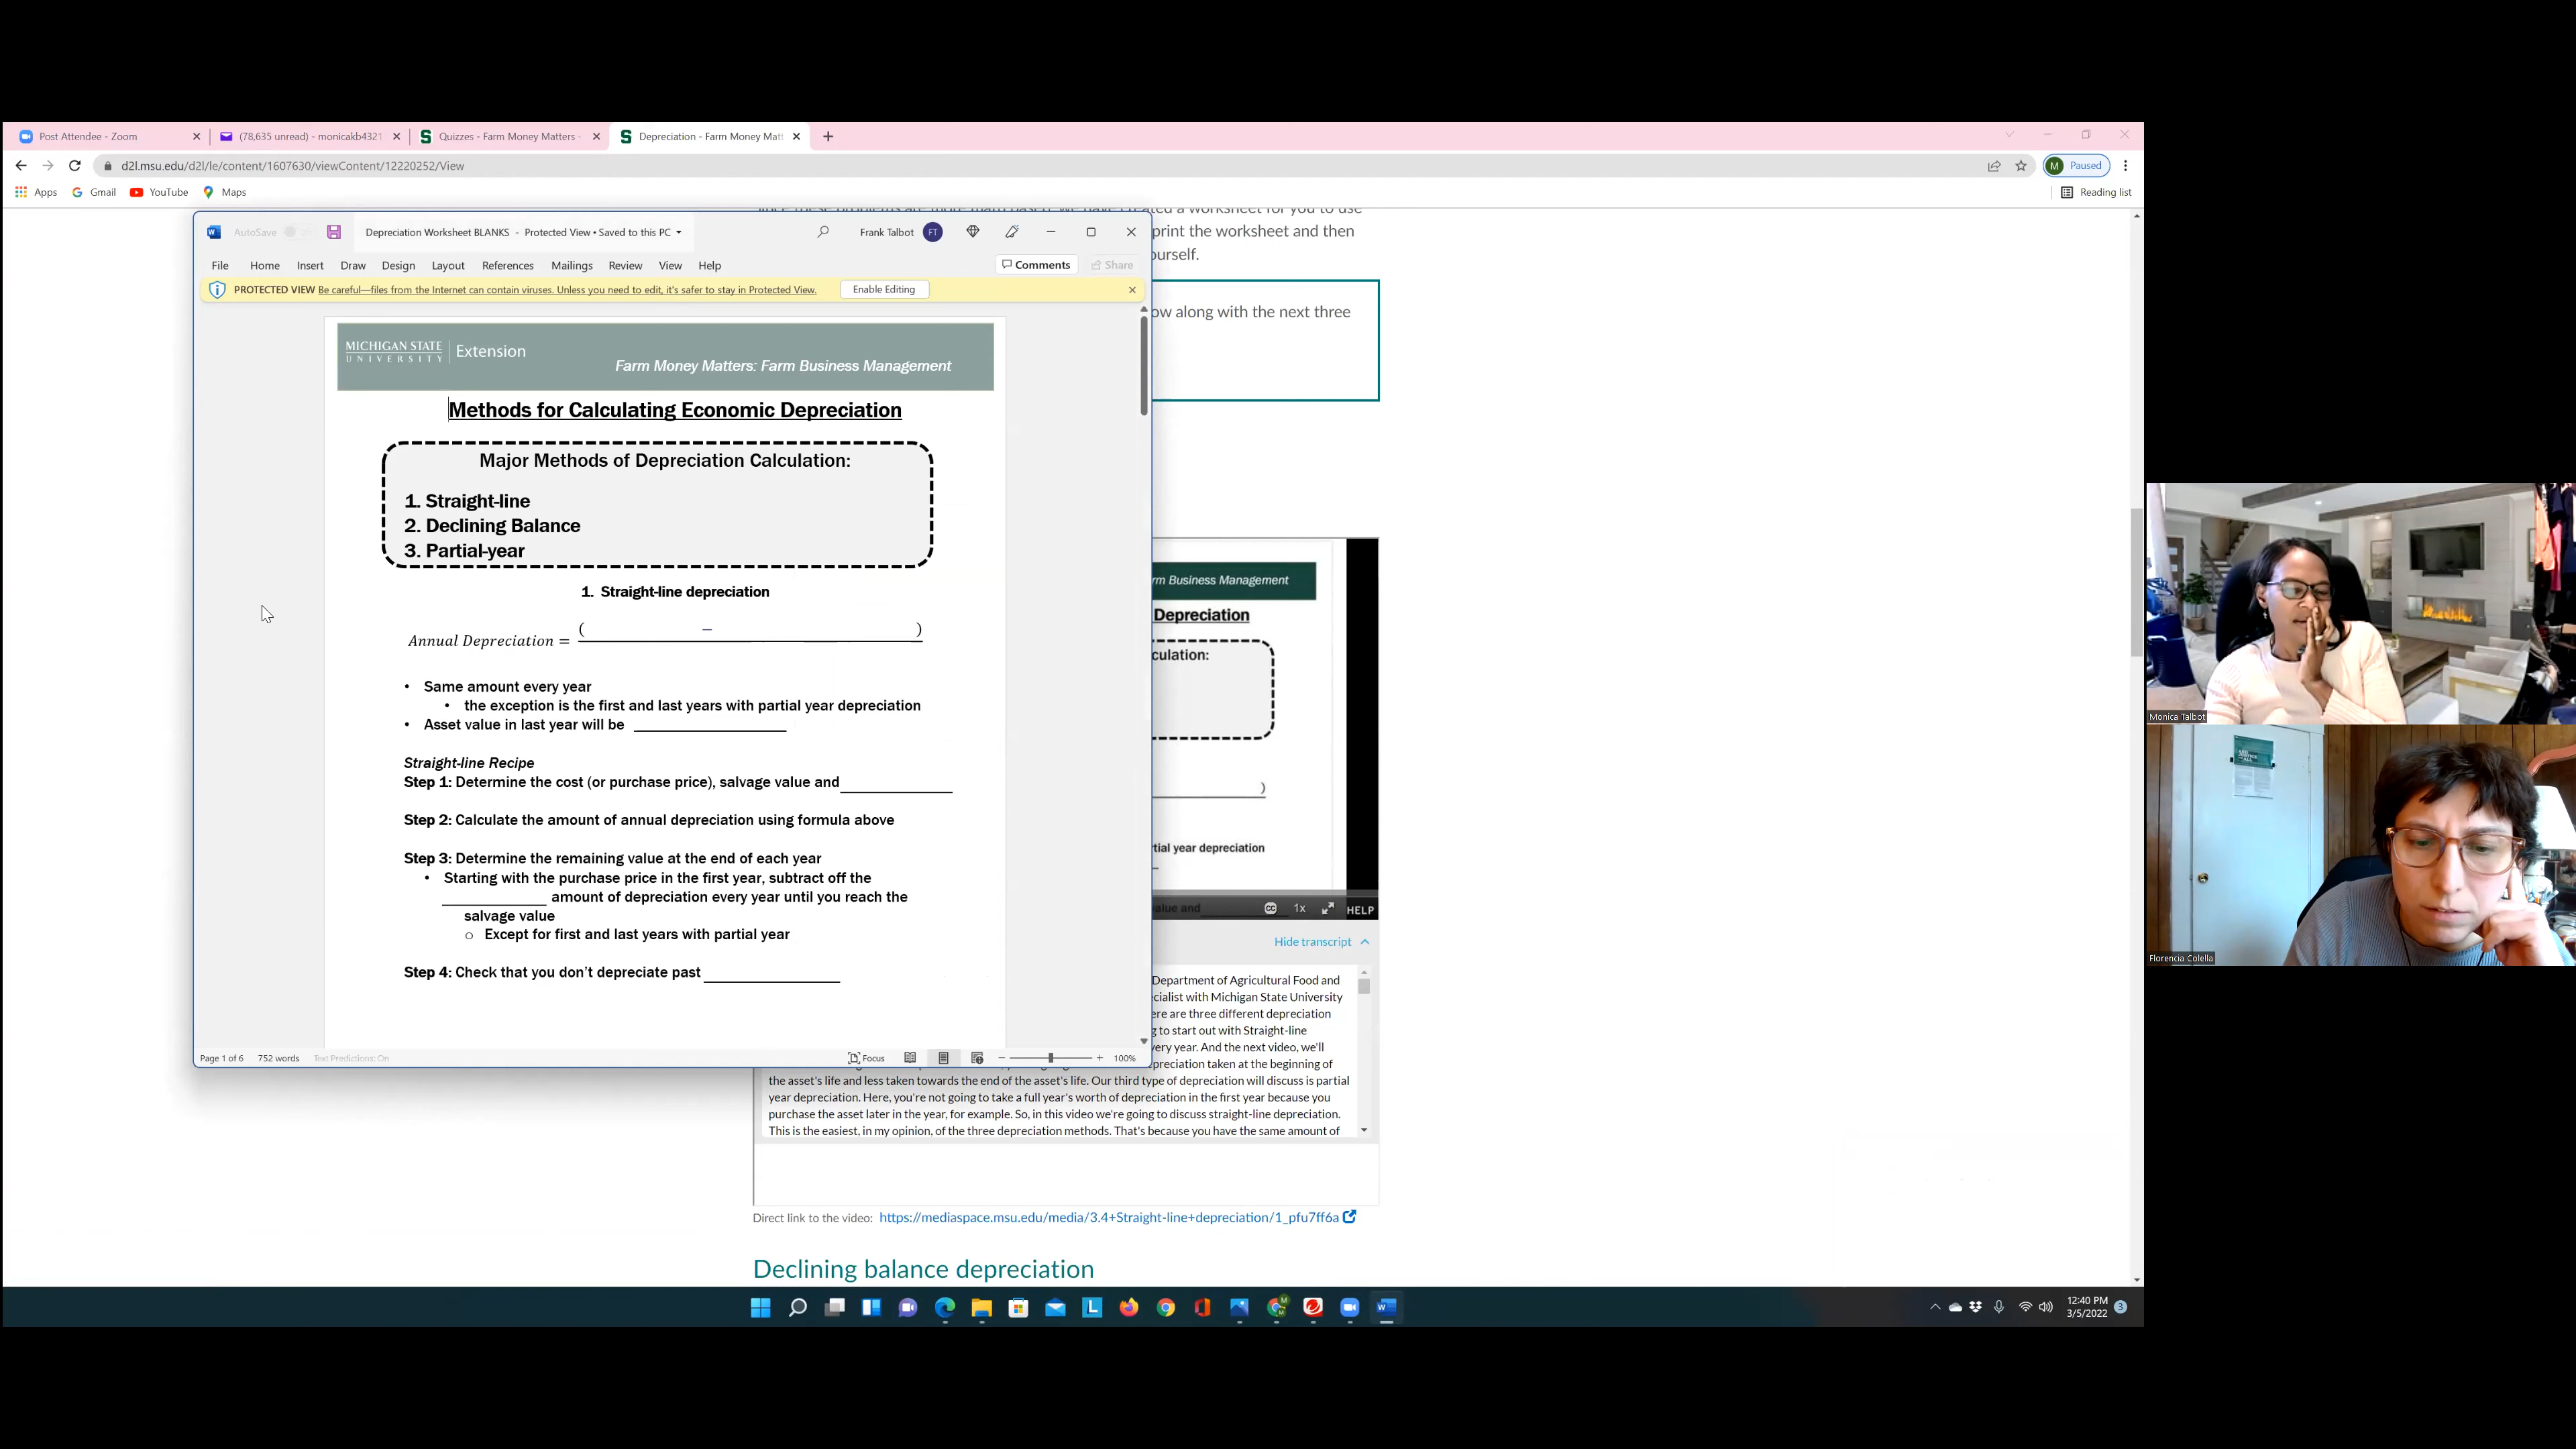 Post Attendee - Zoom
(78,635 unread) - monicakb4321
Quizzes - Farm Money Matters -
Depreciation - Farm Money Matt
d2l.msu.edu/d2l/le/content/1607630/viewContent/12220252/View
M Paused
Apps Gmail YouTube Maps
Reading list
AutoSave
Depreciation Worksheet BLANKS - Protected View • Saved to this PC
Frank Talbot FT
File Home Insert Draw Design Layout References Mailings Review View Help
Comments Share
PROTECTED VIEW Be careful—files from the Internet can contain viruses. Unless you need to edit, it's safer to stay in Protected View.
Enable Editing
MICHIGAN STATE
UNIVERSITY
Extension
Farm Money Matters: Farm Business Management
Methods for Calculating Economic Depreciation
Major Methods of Depreciation Calculation:
1. Straight-line
2. Declining Balance
3. Partial-year
1. Straight-line depreciation
Annual Depreciation = ( – )
• Same amount every year
• the exception is the first and last years with partial year depreciation
• Asset value in last year will be
Straight-line Recipe
Step 1: Determine the cost (or purchase price), salvage value and
Step 2: Calculate the amount of annual depreciation using formula above
Step 3: Determine the remaining value at the end of each year
• Starting with the purchase price in the first year, subtract off the
amount of depreciation every year until you reach the
salvage value
o Except for first and last years with partial year
Step 4: Check that you don't depreciate past
Page 1 of 6 752 words Text Predictions: On
Focus
100%
a worksheet for you to use
print the worksheet and then
ourself.
ow along with the next three
rm Business Management
Depreciation
culation:
)
tial year depreciation
alue and
1x HELP
Hide transcript
Department of Agricultural Food and
ecialist with Michigan State University
ere are three different depreciation
g to start out with Straight-line
very year. And the next video, we'll
preciation taken at the beginning of
the asset's life and less taken towards the end of the asset's life. Our third type of depreciation will discuss is partial
year depreciation. Here, you're not going to take a full year's worth of depreciation in the first year because you
purchase the asset later in the year, for example. So, in this video we're going to discuss straight-line depreciation.
This is the easiest, in my opinion, of the three depreciation methods. That's because you have the same amount of
Direct link to the video: https://mediaspace.msu.edu/media/3.4+Straight-line+depreciation/1_pfu7ff6a
Declining balance depreciation
12:40 PM
3/5/2022
3
Monica Talbot
Florencia Colella